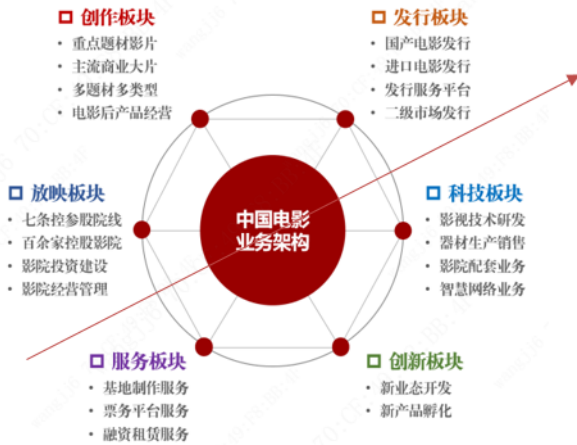 创作板块
· 重点题材影片
· 主流商业大片
· 多题材多类型
· 电影后产品经营
发行板块
· 国产电影发行
· 进口电影发行
· 发行服务平台
· 二级市场发行
放映板块
· 七条控参股院线
· 百余家控股影院
· 影院投资建设
· 影院经营管理
中国电影
业务架构
科技板块
· 影视技术研发
· 器材生产销售
· 影院配套业务
· 智慧网络业务
服务板块
· 基地制作服务
· 票务平台服务
· 融资租赁服务
创新板块
· 新业态开发
· 新产品孵化